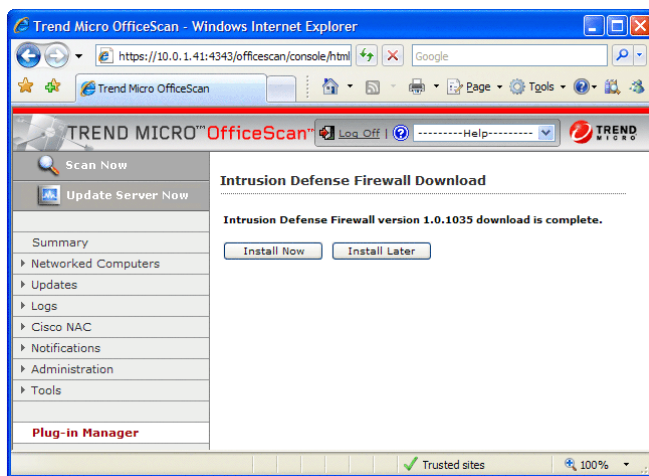 Trend Micro OfficeScan - Windows Internet Explorer
https://10.0.1.41:4343/officescan/console/html
Google
Trend Micro OfficeScan
Page
Tools
TREND MICRO™ OfficeScan™
Log Off |
---------Help---------
TREND
MICRO
Scan Now
Update Server Now
Summary
Networked Computers
Updates
Logs
Cisco NAC
Notifications
Administration
Tools
Plug-in Manager
Intrusion Defense Firewall Download
Intrusion Defense Firewall version 1.0.1035 download is complete.
Install Now
Install Later
Trusted sites
100%